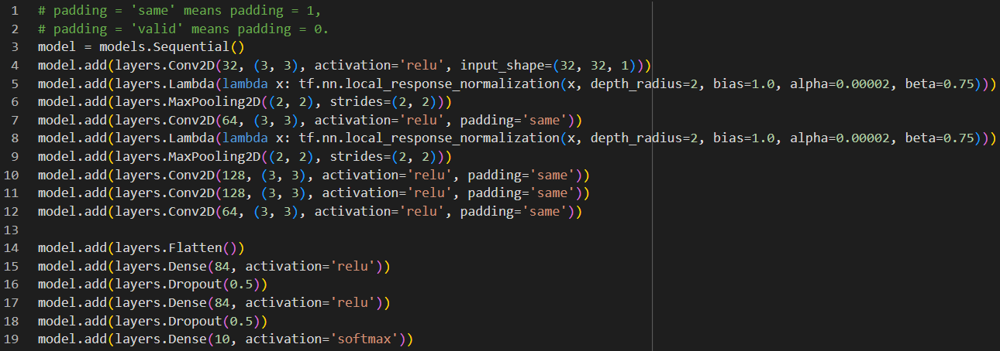 1 # padding = 'same' means padding = 1,
2 # padding = 'valid' means padding = 0.
3 model = models.Sequential()
4 model.add(layers.Conv2D(32, (3, 3), activation='relu', input_shape=(32, 32, 1)))
5 model.add(layers.Lambda(lambda x: tf.nn.local_response_normalization(x, depth_radius=2, bias=1.0, alpha=0.00002, beta=0.75)))
6 model.add(layers.MaxPooling2D((2, 2), strides=(2, 2)))
7 model.add(layers.Conv2D(64, (3, 3), activation='relu', padding='same'))
8 model.add(layers.Lambda(lambda x: tf.nn.local_response_normalization(x, depth_radius=2, bias=1.0, alpha=0.00002, beta=0.75)))
9 model.add(layers.MaxPooling2D((2, 2), strides=(2, 2)))
10 model.add(layers.Conv2D(128, (3, 3), activation='relu', padding='same'))
11 model.add(layers.Conv2D(128, (3, 3), activation='relu', padding='same'))
12 model.add(layers.Conv2D(64, (3, 3), activation='relu', padding='same'))
13
14 model.add(layers.Flatten())
15 model.add(layers.Dense(84, activation='relu'))
16 model.add(layers.Dropout(0.5))
17 model.add(layers.Dense(84, activation='relu'))
18 model.add(layers.Dropout(0.5))
19 model.add(layers.Dense(10, activation='softmax'))